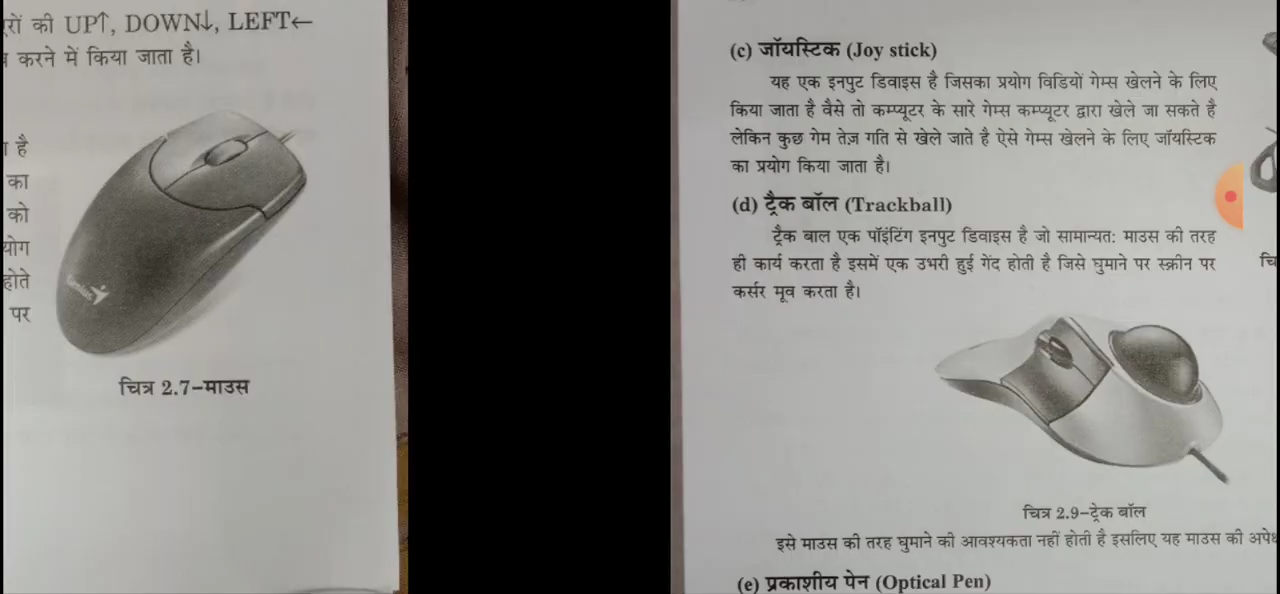 की UP↑, DOWN↓, LEFT←
करने में किया जाता है।
है
का
को
होते
पर
चित्र 2.7–माउस
(c) जॉयस्टिक (Joy stick)
यह एक इनपुट डिवाइस है जिसका प्रयोग विडियों गेम्स खेलने के लिए
किया जाता है वैसे तो कम्प्यूटर के सारे गेम्स कम्प्यूटर द्वारा खेले जा सकते है
लेकिन कुछ गेम तेज़ गति से खेले जाते है ऐसे गेम्स खेलने के लिए जॉयस्टिक
का प्रयोग किया जाता है।
(d) ट्रैक बॉल (Trackball)
ट्रैक बाल एक पॉइंटिंग इनपुट डिवाइस है जो सामान्यत: माउस की तरह
ही कार्य करता है इसमें एक उभरी हुई गेंद होती है जिसे घुमाने पर स्क्रीन पर
कर्सर मूव करता है।
चित्र 2.9–ट्रेक बॉल
इसे माउस की तरह घुमाने की आवश्यकता नहीं होती है इसलिए यह माउस की
(e) प्रकाशीय पेन (Optical Pen)